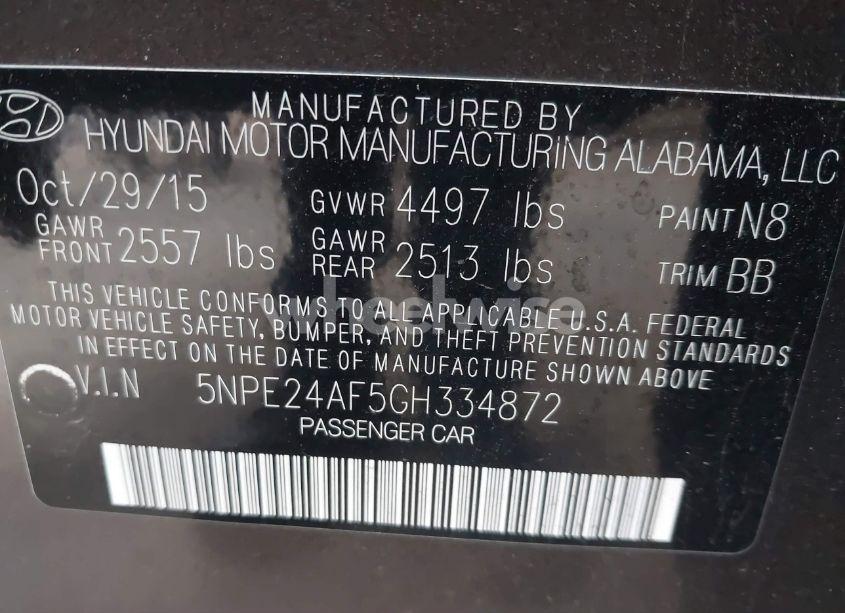 MANUFACTURED BY
HYUNDAI MOTOR MANUFACTURING ALABAMA, LLC
Oct/29/15 GVWR 4497 lbs PAINT N8
GAWR FRONT 2557 lbs GAWR REAR 2513 lbs TRIM BB
THIS VEHICLE CONFORMS TO ALL APPLICABLE U.S.A. FEDERAL
MOTOR VEHICLE SAFETY, BUMPER, AND THEFT PREVENTION STANDARDS
IN EFFECT ON THE DATE OF MANUFACTURE SHOWN ABOVE
V.I.N 5NPE24AF5GH334872
PASSENGER CAR
wheelwire